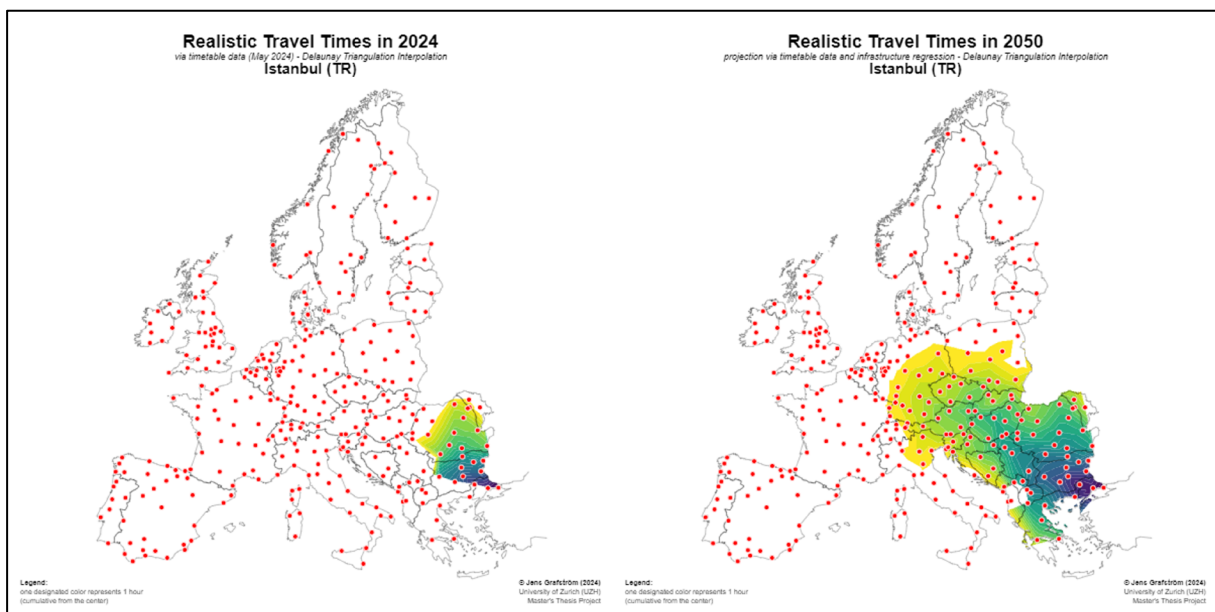 Realistic Travel Times in 2024
via timetable data (May 2024) - Delaunay Triangulation Interpolation
Istanbul (TR)
Legend:
one designated color represents 1 hour
(cumulative from the center)
© Jens Grafström (2024)
University of Zurich (UZH)
Master's Thesis Project
Realistic Travel Times in 2050
projection via timetable data and infrastructure regression - Delaunay Triangulation Interpolation
Istanbul (TR)
Legend:
one designated color represents 1 hour
(cumulative from the center)
© Jens Grafström (2024)
University of Zurich (UZH)
Master's Thesis Project